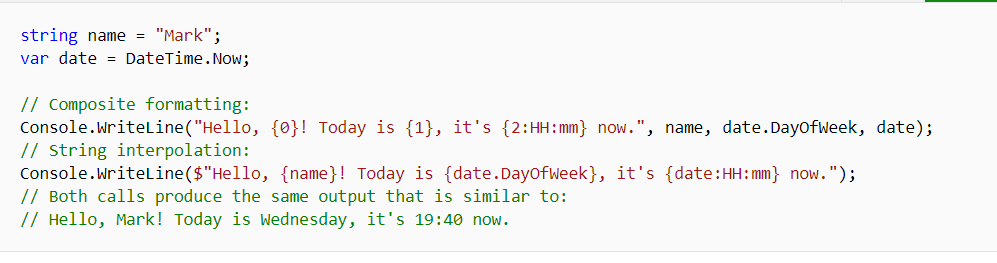 string name = "Mark";
var date = DateTime.Now;
// Composite formatting:
Console.WriteLine("Hello, {0}! Today is {1}, it's {2:HH:mm} now.", name, date.DayOfWeek, date);
// String interpolation:
Console.WriteLine($"Hello, {name}! Today is {date.DayOfWeek}, it's {date:HH:mm} now.");
// Both calls produce the same output that is similar to:
// Hello, Mark! Today is Wednesday, it's 19:40 now.